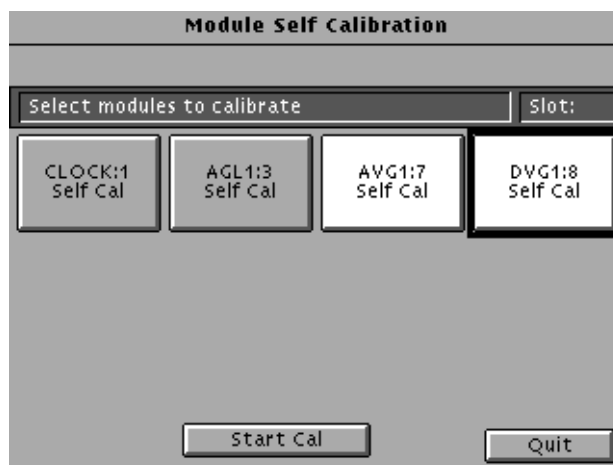 Module Self Calibration
Select modules to calibrate
Slot:
CLOCK:1
Self Cal
AGL1:3
Self Cal
AVG1:7
Self Cal
DVG1:8
Self Cal
Start Cal
Quit